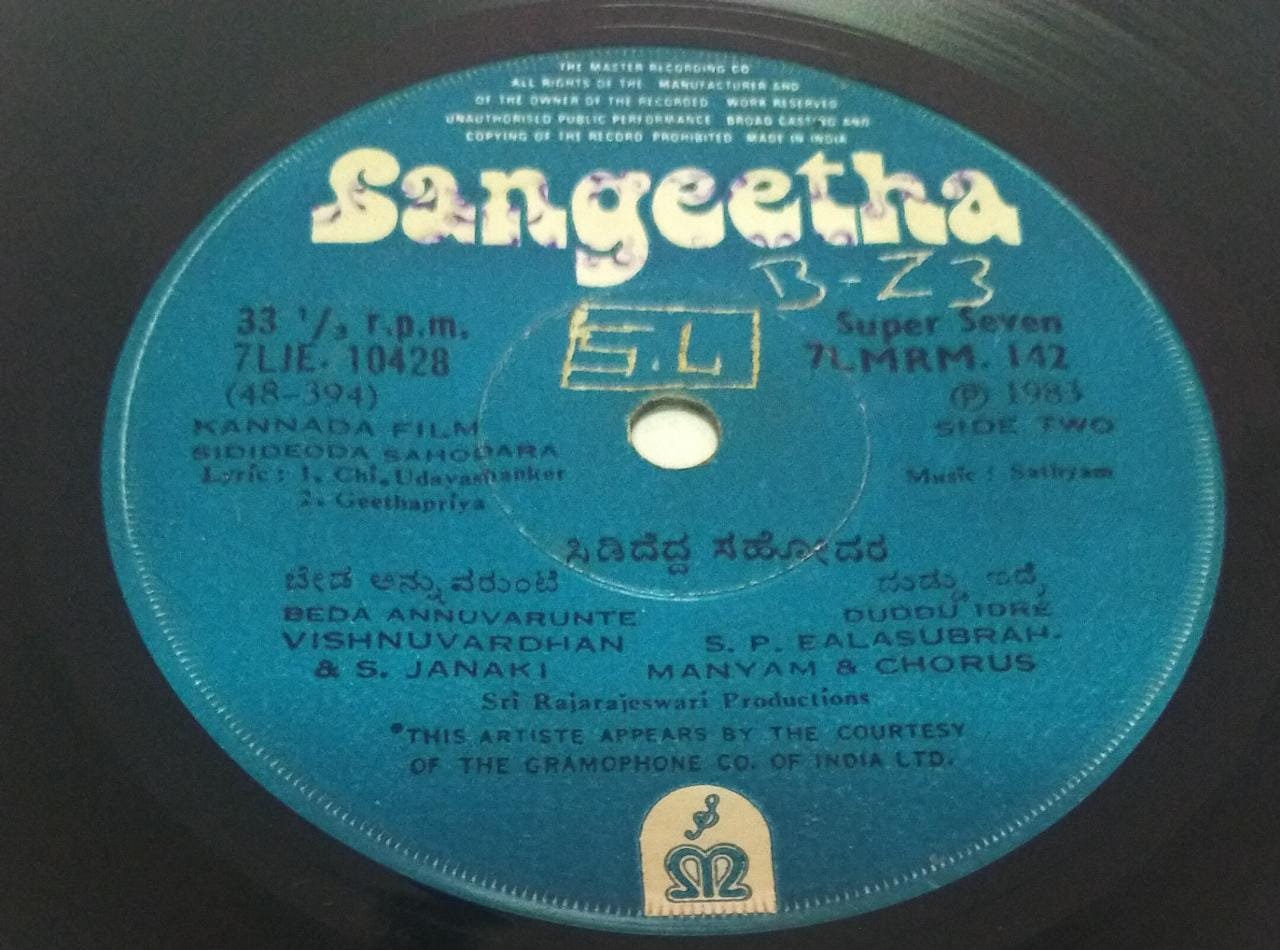 THE MASTER RECORDING CO
ALL RIGHTS OF THE MANUFACTURER AND
OF THE OWNER OF THE RECORDED WORK RESERVED
UNAUTHORISED PUBLIC PERFORMANCE BROAD CASTING AND
COPYING OF THE RECORD PROHIBITED MADE IN INDIA
Sangeetha
B-Z3
S.L
33 1/3 r.p.m. Super Seven
7LJE. 10428 7LMRM. 142
(48-394) Ⓟ 1983
KANNADA FILM SIDE TWO
SIDIDEDDA SAHODARA
Lyric : 1. Chi. Udayashanker Music : Sathyam
2. Geethapriya
ಸಿಡಿದೆದ್ದ ಸಹೋದರ
ಬೇಡ ಅನ್ನುವರುಂಟೆ ದುಡ್ಡು ಇದ್ರೆ
BEDA ANNUVARUNTE DUDDU IDRE
VISHNUVARDHAN S. P. BALASUBRAH-
& S. JANAKI MANYAM & CHORUS
Sri Rajarajeswari Productions
*THIS ARTISTE APPEARS BY THE COURTESY
OF THE GRAMOPHONE CO. OF INDIA LTD.